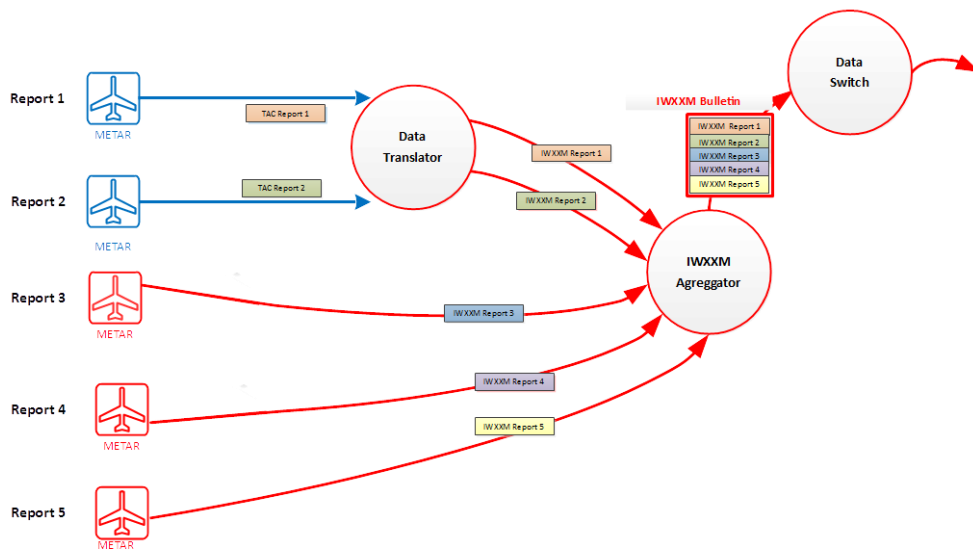 Report 1
METAR
TAC Report 1
Report 2
METAR
TAC Report 2
Data
Translator
IWXXM Report 1
IWXXM Report 2
Report 3
METAR
IWXXM Report 3
Report 4
METAR
IWXXM Report 4
Report 5
METAR
IWXXM Report 5
IWXXM
Agreggator
IWXXM Bulletin
IWXXM Report 1
IWXXM Report 2
IWXXM Report 3
IWXXM Report 4
IWXXM Report 5
Data
Switch